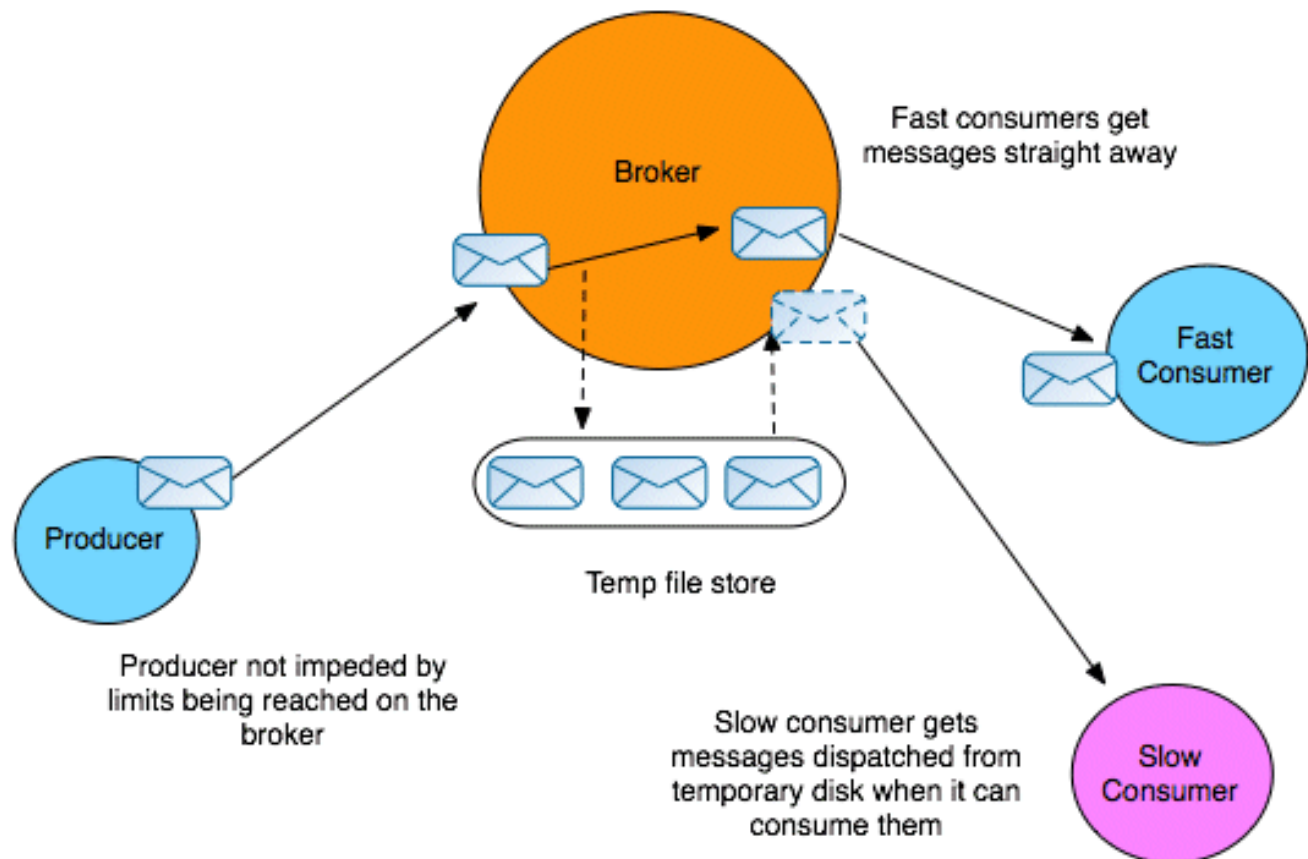 Broker
Fast consumers get
messages straight away
Fast
Consumer
Producer
Temp file store
Producer not impeded by
limits being reached on the
broker
Slow consumer gets
messages dispatched from
temporary disk when it can
consume them
Slow
Consumer